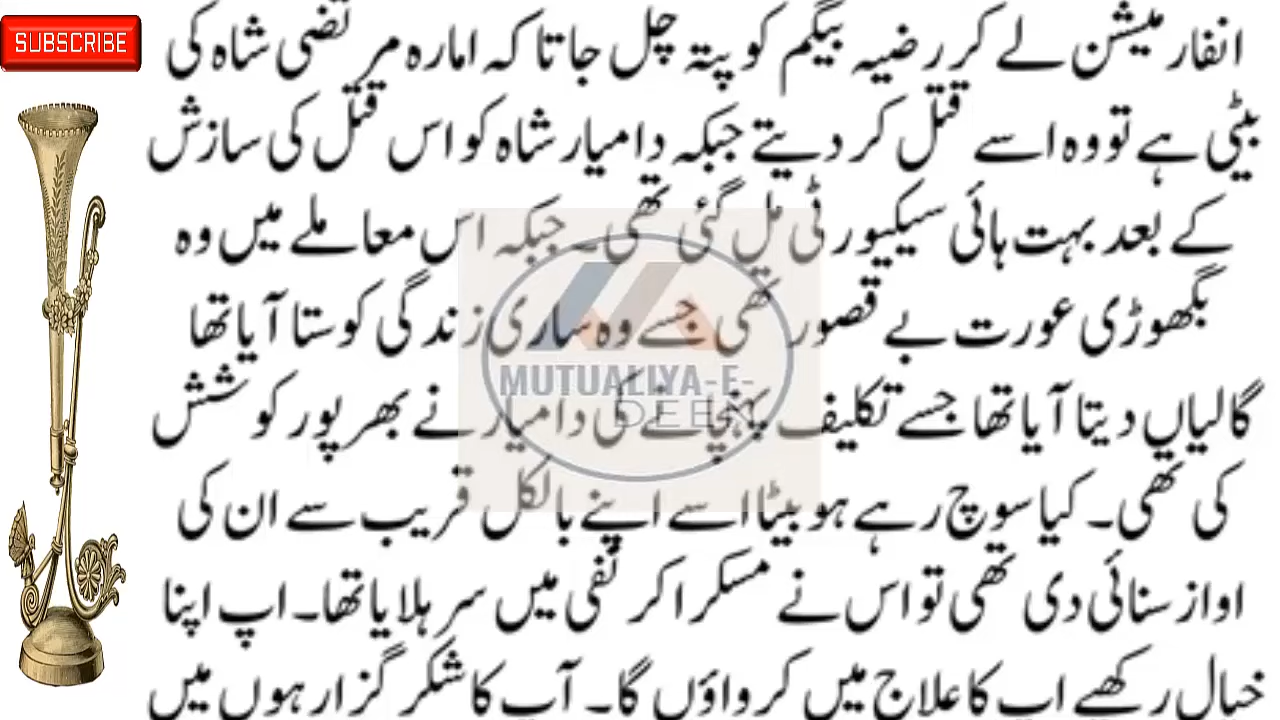 SUBSCRIBE
انفارمیشن لے کر رضیہ بیگم کو پتہ چل جاتا کہ امارہ مرتضی شاہ کی
بیٹی ہے تو وہ اسے قتل کر دیتے جبکہ دامیار شاہ کو اس قتل کی سازش
کے بعد بہت ہائی سیکیورٹی مل گئی تھی۔ جبکہ اس معاملے میں وہ
بگھوڑی عورت بے قصور تھی جسے وہ ساری زندگی کو ستا آیا تھا
گالیاں دیتا آیا تھا جسے تکلیف پہنچانے کی دامیار نے بھرپور کوشش
کی تھی۔ کیا سوچ رہے ہو بیٹا اسے اپنے بالکل قریب سے ان کی
اواز سنائی دی تھی تو اس نے مسکرا کر نفی میں سر ہلایا تھا۔ اپ اپنا
خیال رکھیے اپ کا علاج میں کرواؤں گا۔ آپ کا شکر گزار ہوں میں
MUTUALIYA-E-
DEEN